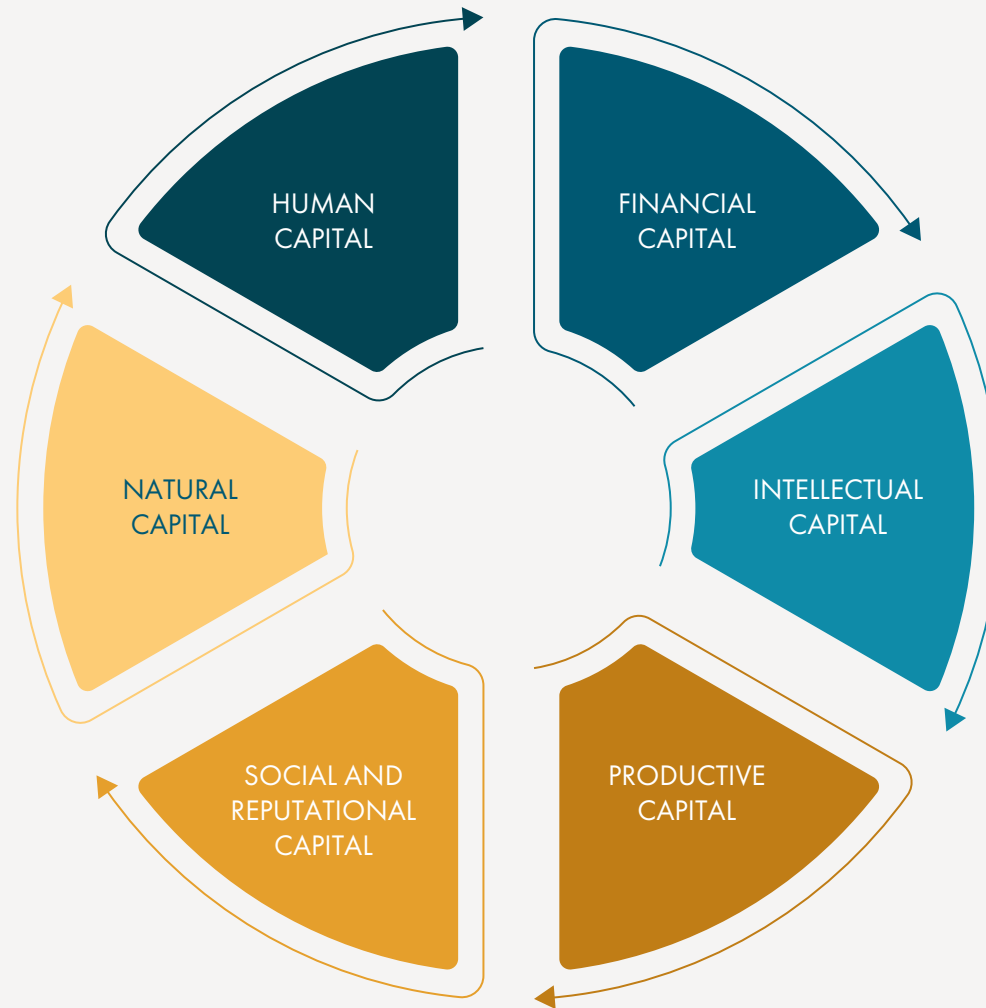 HUMAN
CAPITAL
FINANCIAL
CAPITAL
NATURAL
CAPITAL
INTELLECTUAL
CAPITAL
SOCIAL AND
REPUTATIONAL
CAPITAL
PRODUCTIVE
CAPITAL